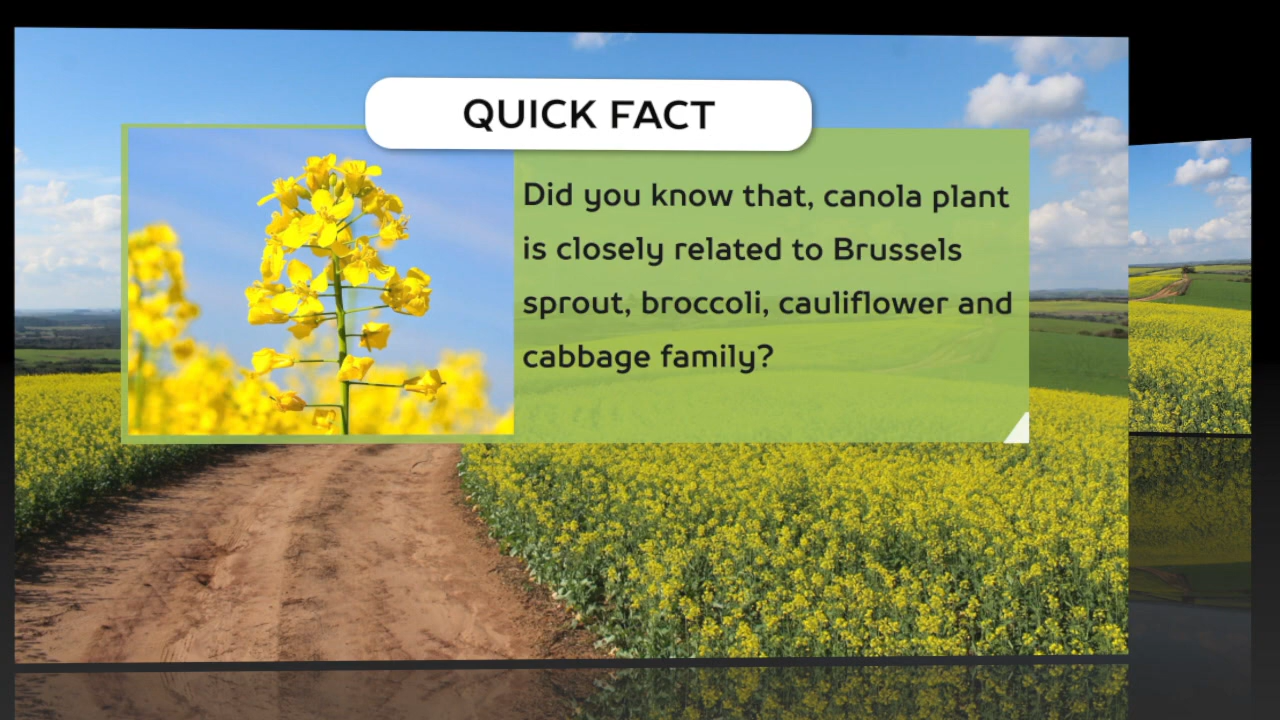 QUICK FACT
Did you know that, canola plant
is closely related to Brussels
sprout, broccoli, cauliflower and
cabbage family?